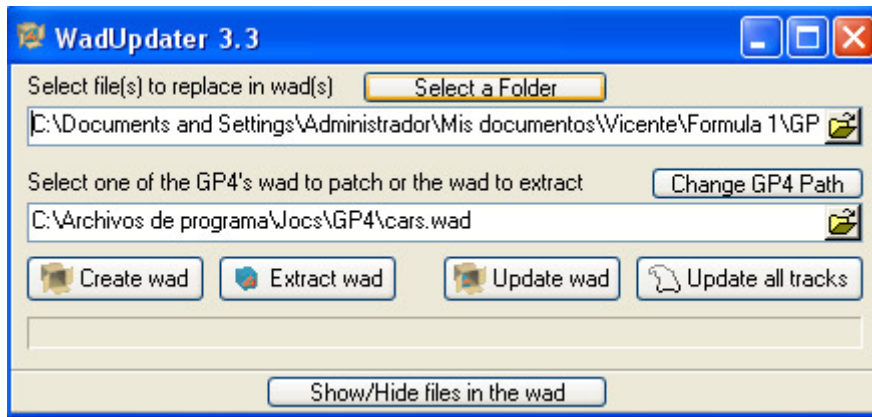 WadUpdater 3.3
Select file(s) to replace in wad(s) Select a Folder
C:\Documents and Settings\Administrador\Mis documentos\Vicente\Formula 1\GP
Select one of the GP4's wad to patch or the wad to extract Change GP4 Path
C:\Archivos de programa\Jocs\GP4\cars.wad
Create wad Extract wad Update wad Update all tracks
Show/Hide files in the wad